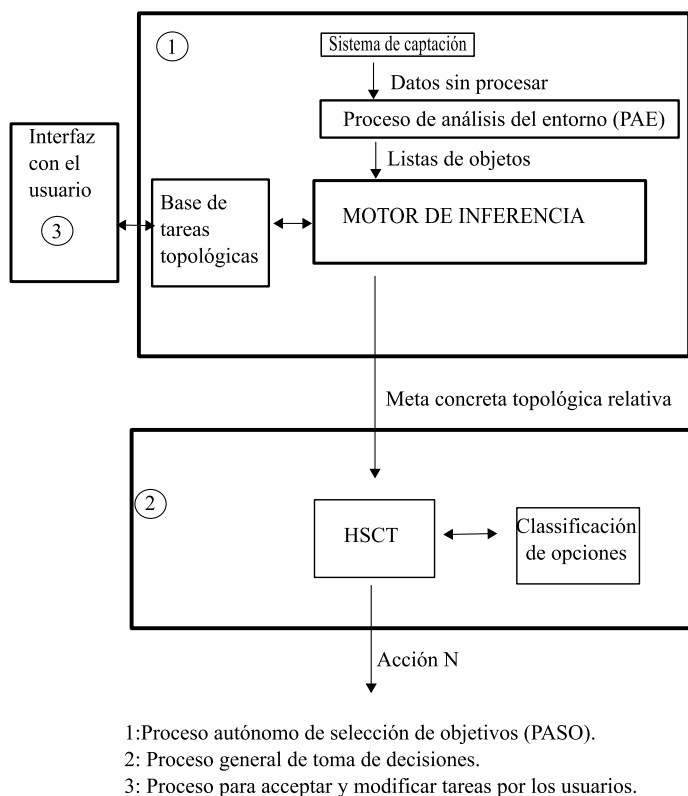 1
Sistema de captación
Datos sin procesar
Proceso de análisis del entorno (PAE)
Listas de objetos
Interfaz
con el
usuario
3
Base de
tareas
topológicas
MOTOR DE INFERENCIA
Meta concreta topológica relativa
2
HSCT
Classificación
de opciones
Acción N
1:Proceso autónomo de selección de objetivos (PASO).
2: Proceso general de toma de decisiones.
3: Proceso para acceptar y modificar tareas por los usuarios.